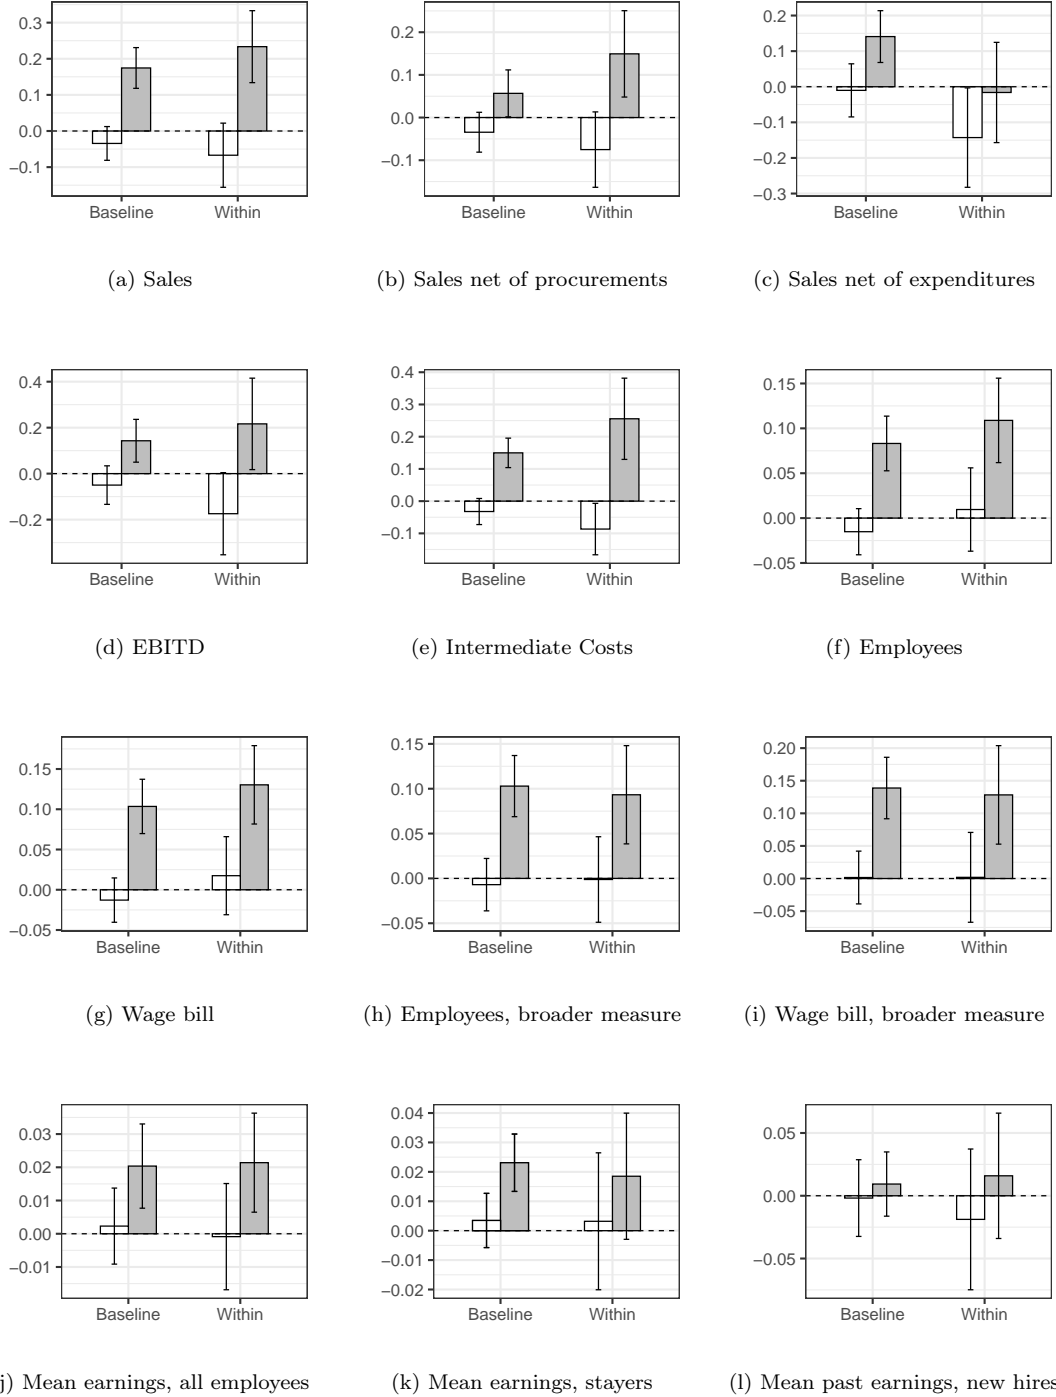 0.3
0.2
0.1
0.0
−0.1
Baseline Within
(a) Sales
0.2
0.1
0.0
−0.1
Baseline Within
(b) Sales net of procurements
0.2
0.1
0.0
−0.1
−0.2
−0.3
Baseline Within
(c) Sales net of expenditures
0.4
0.2
0.0
−0.2
Baseline Within
(d) EBITD
0.4
0.3
0.2
0.1
0.0
−0.1
Baseline Within
(e) Intermediate Costs
0.15
0.10
0.05
0.00
−0.05
Baseline Within
(f) Employees
0.15
0.10
0.05
0.00
−0.05
Baseline Within
(g) Wage bill
0.15
0.10
0.05
0.00
−0.05
Baseline Within
(h) Employees, broader measure
0.20
0.15
0.10
0.05
0.00
−0.05
Baseline Within
(i) Wage bill, broader measure
0.03
0.02
0.01
0.00
−0.01
Baseline Within
j) Mean earnings, all employees
0.04
0.03
0.02
0.01
0.00
−0.01
−0.02
Baseline Within
(k) Mean earnings, stayers
0.05
0.00
−0.05
Baseline Within
(l) Mean past earnings, new hires